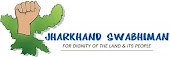 JHARKHAND SWABHIMAN
FOR DIGNITY OF THE LAND & ITS PEOPLE